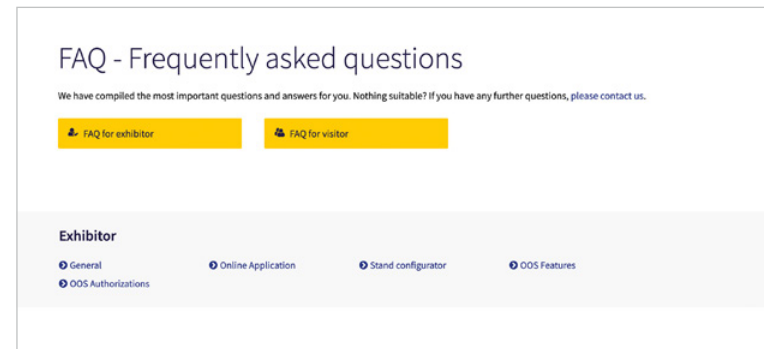 FAQ - Frequently asked questions
We have compiled the most important questions and answers for you. Nothing suitable? If you have any further questions, please contact us.
FAQ for exhibitor
FAQ for visitor
Exhibitor
General
Online Application
Stand configurator
OOS Features
OOS Authorizations